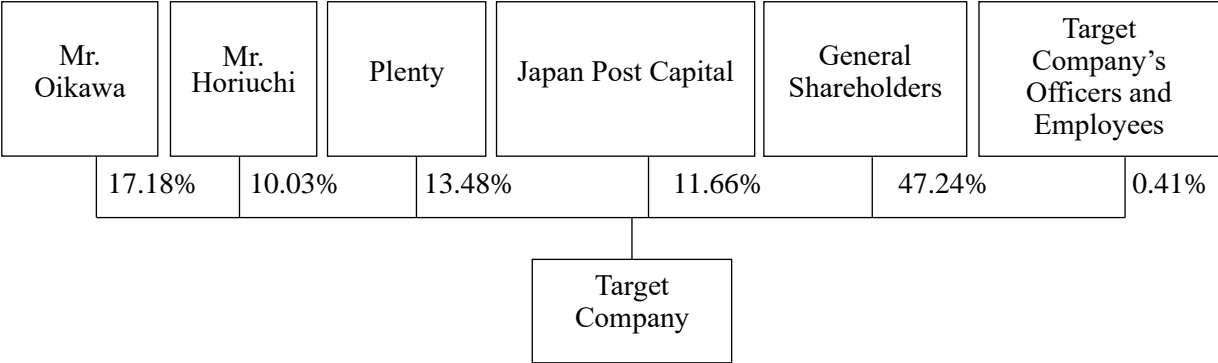 Mr.
Oikawa
Mr.
Horiuchi
Plenty
Japan Post Capital
General
Shareholders
Target
Company’s
Officers and
Employees
17.18%
10.03%
13.48%
11.66%
47.24%
0.41%
Target
Company